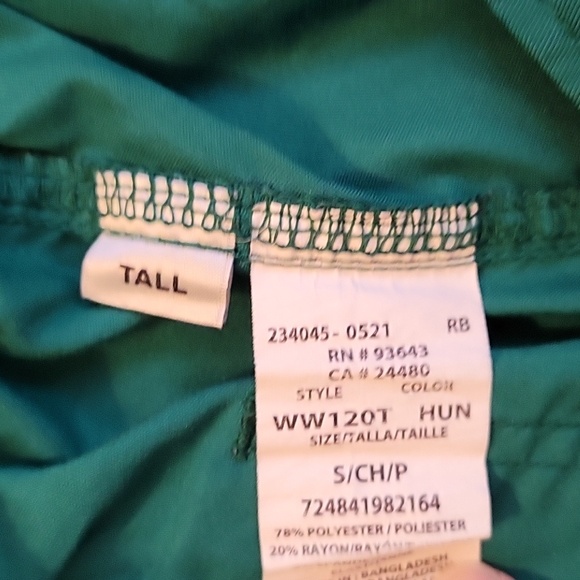 TALL
234045-0521 RB
RN # 93643
CA # 24480
STYLE COLOR
WW120T HUN
SIZE/TALLA/TAILLE
S/CH/P
724841982164
78% POLYESTER / POLIESTER
20% RAYON/RAYON
BANGLADESH